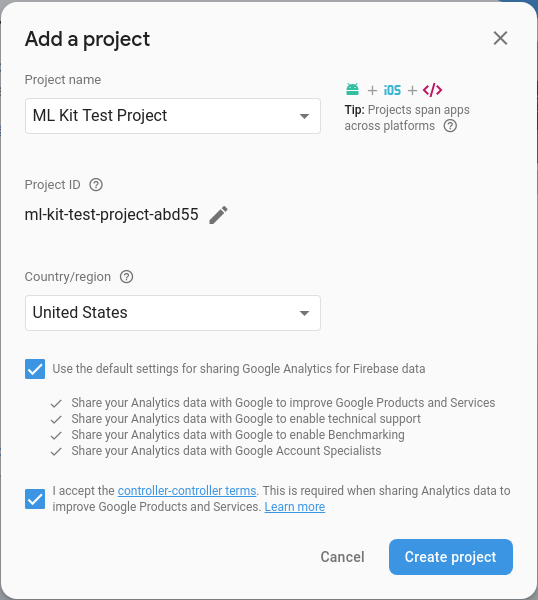 Add a project
Project name
ML Kit Test Project
+ iOS + </>
Tip: Projects span apps
across platforms
Project ID
ml-kit-test-project-abd55
Country/region
United States
Use the default settings for sharing Google Analytics for Firebase data
Share your Analytics data with Google to improve Google Products and Services
Share your Analytics data with Google to enable technical support
Share your Analytics data with Google to enable Benchmarking
Share your Analytics data with Google Account Specialists
I accept the controller-controller terms. This is required when sharing Analytics data to
improve Google Products and Services. Learn more
Cancel
Create project